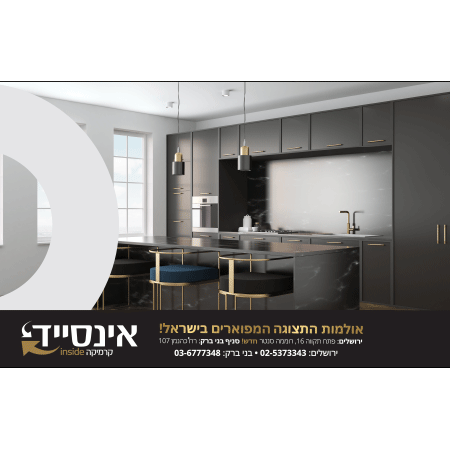 אולמות התצוגה המפוארים בישראל!
ירושלים: פתח תקווה 16, רוממה סנטר חדש! סניף בני ברק: רח'כהנמן 107
ירושלים: 02-5373343 • בני ברק: 03-6777348
אינסייד
קרמיקה inside